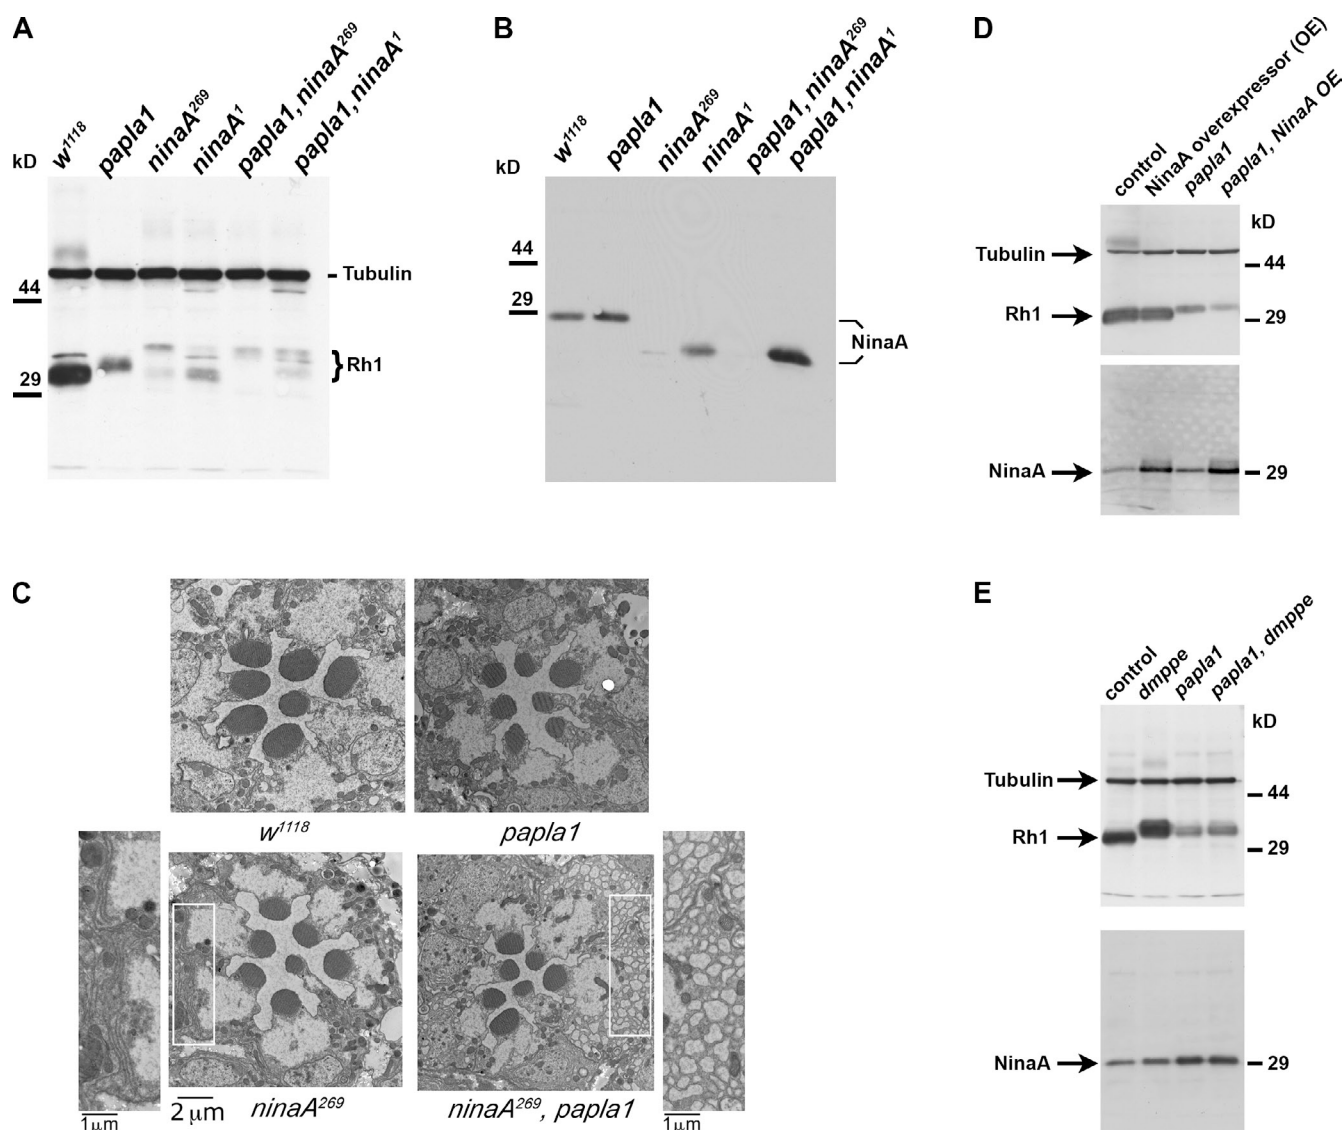 A
kD
w1118
papla1
ninaA269
ninaA1
papla1, ninaA269
papla1, ninaA1
44
29
Tubulin
Rh1
B
kD
w1118
papla1
ninaA269
ninaA1
papla1, ninaA269
papla1, ninaA1
44
29
NinaA
D
control
NinaA overexpressor (OE)
papla1
papla1, NinaA OE
kD
Tubulin
44
Rh1
29
NinaA
29
C
w1118
papla1
ninaA269
ninaA269, papla1
1μm
2 μm
1μm
E
control
dmppe
papla1
papla1, dmppe
kD
Tubulin
44
Rh1
29
NinaA
29